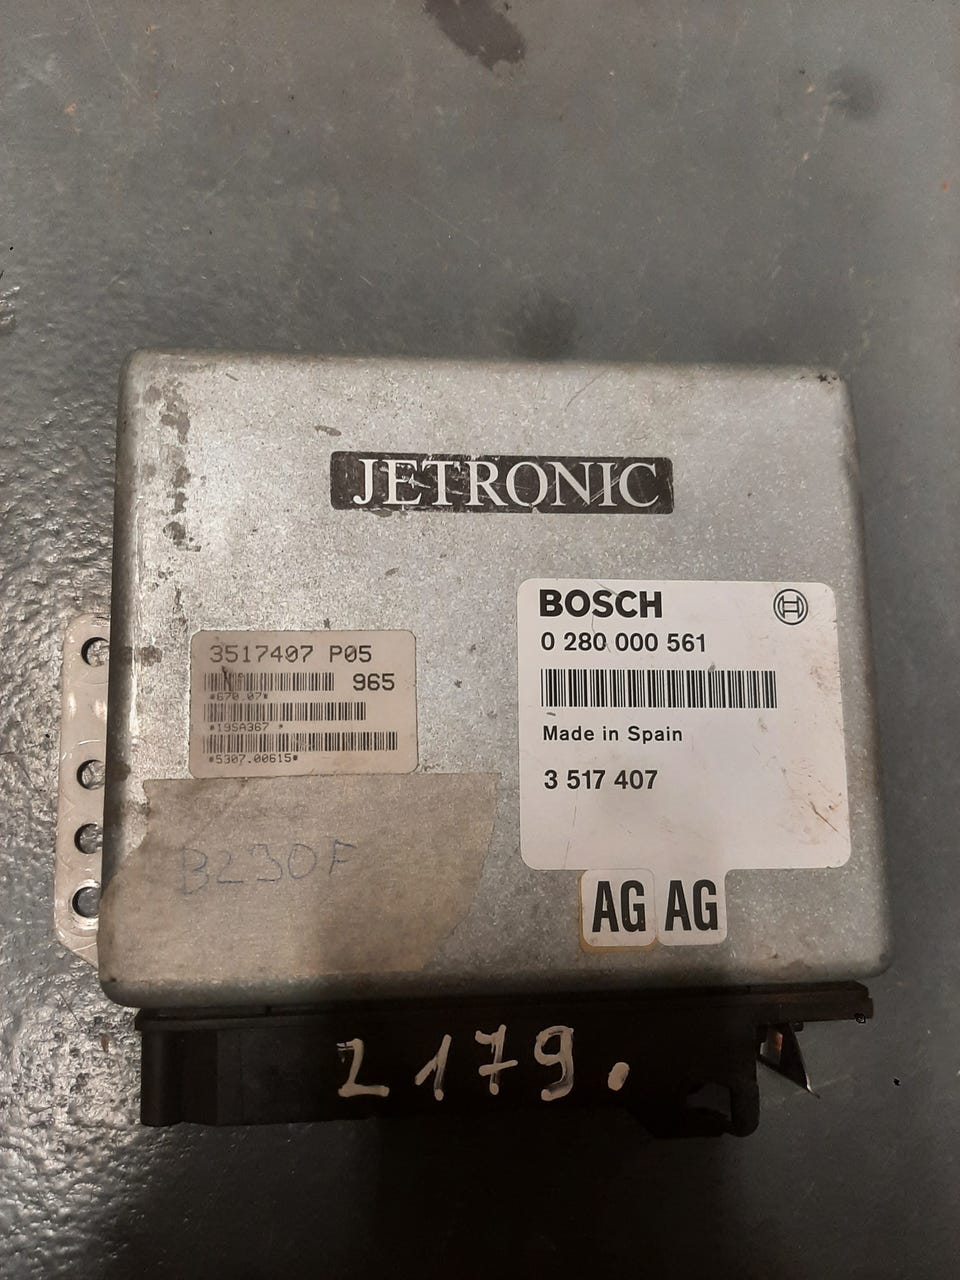 JETRONIC
BOSCH
0 280 000 561
Made in Spain
3 517 407
AG AG
3517407 P05
965
*670.07*
*19SA367 *
*5307.00615*
B230F
2179.